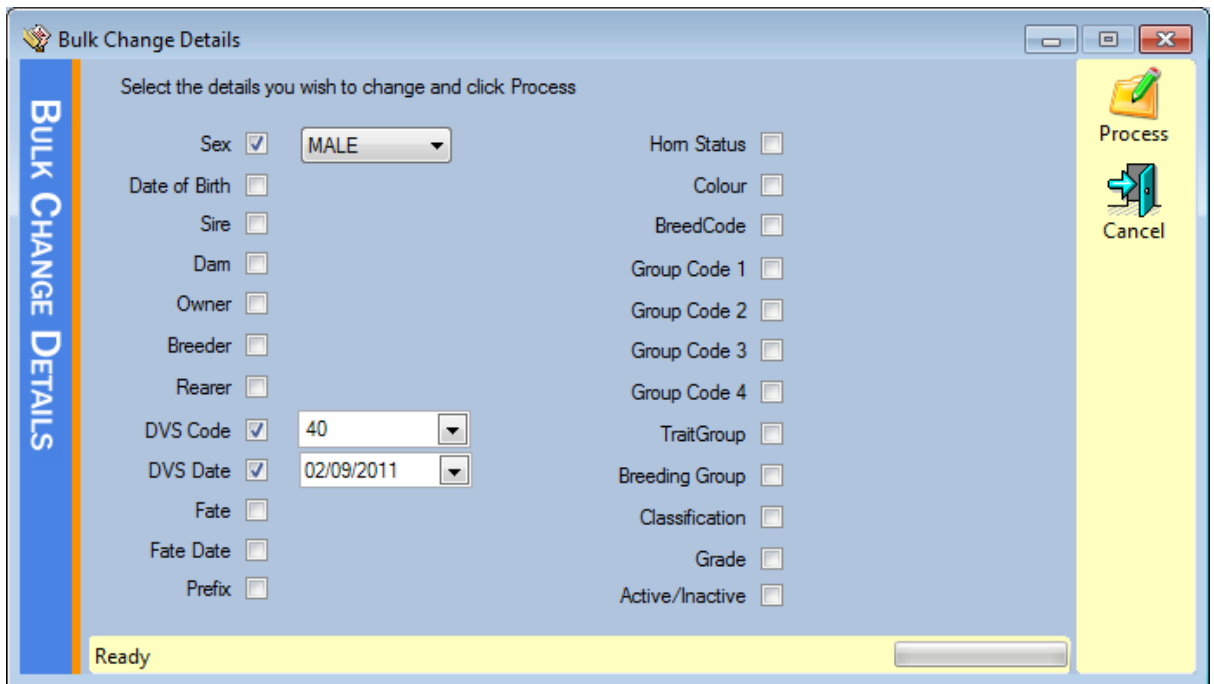 Bulk Change Details
BULK CHANGE DETAILS
Select the details you wish to change and click Process
Sex MALE
Date of Birth
Sire
Dam
Owner
Breeder
Rearer
DVS Code 40
DVS Date 02/09/2011
Fate
Fate Date
Prefix
Horn Status
Colour
BreedCode
Group Code 1
Group Code 2
Group Code 3
Group Code 4
TraitGroup
Breeding Group
Classification
Grade
Active/Inactive
Process
Cancel
Ready